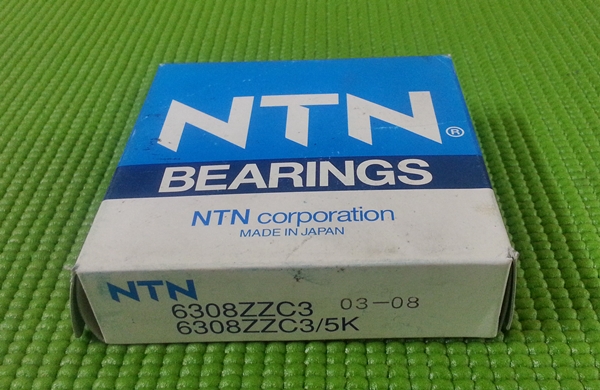 NTN®
BEARINGS
NTN corporation
MADE IN JAPAN
NTN
6308ZZC3 03-08
6308ZZC3/5K